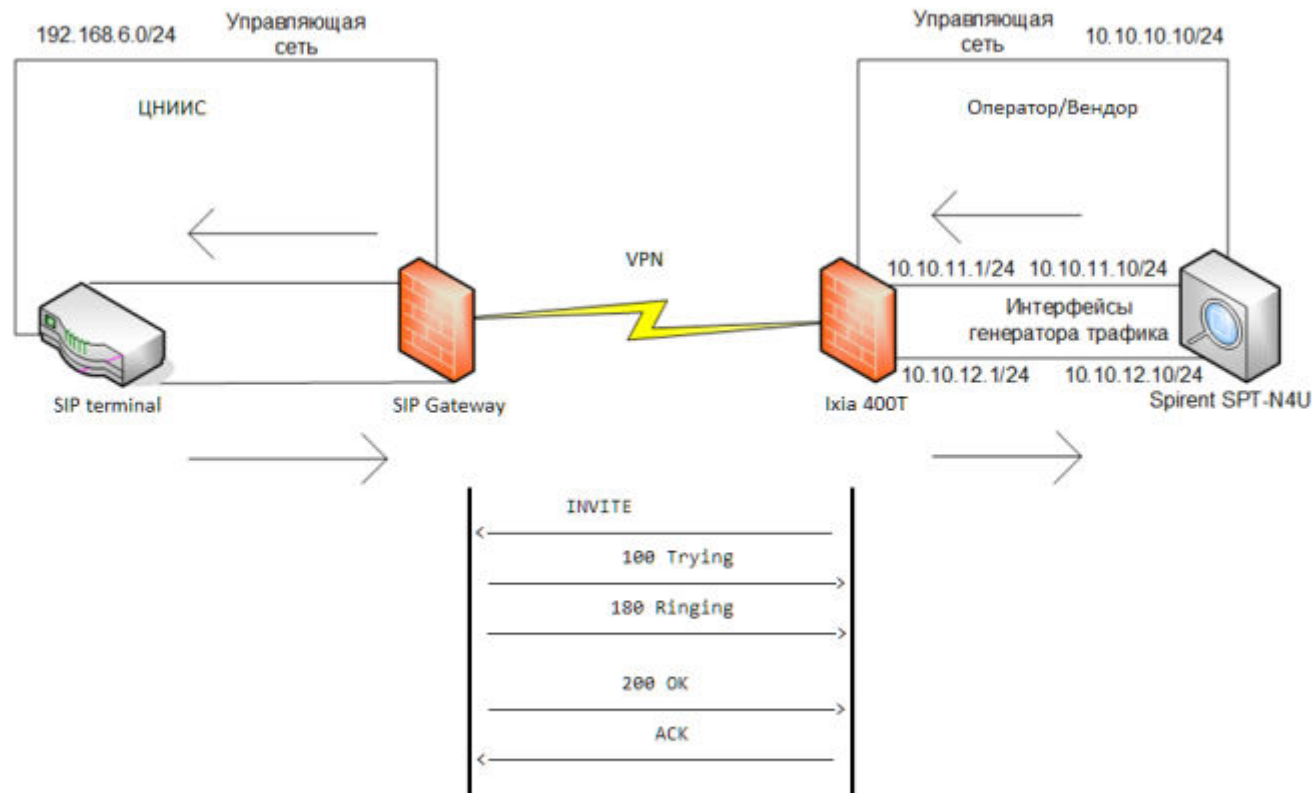 192.168.6.0/24
Управляющая
сеть
ЦНИИС
Управляющая
сеть
10.10.10.10/24
Оператор/Вендор
VPN
10.10.11.1/24 10.10.11.10/24
Интерфейсы
генератора трафика
10.10.12.1/24 10.10.12.10/24
SIP terminal
SIP Gateway
Ixia 400T
Spirent SPT-N4U
INVITE
100 Trying
180 Ringing
200 OK
ACK